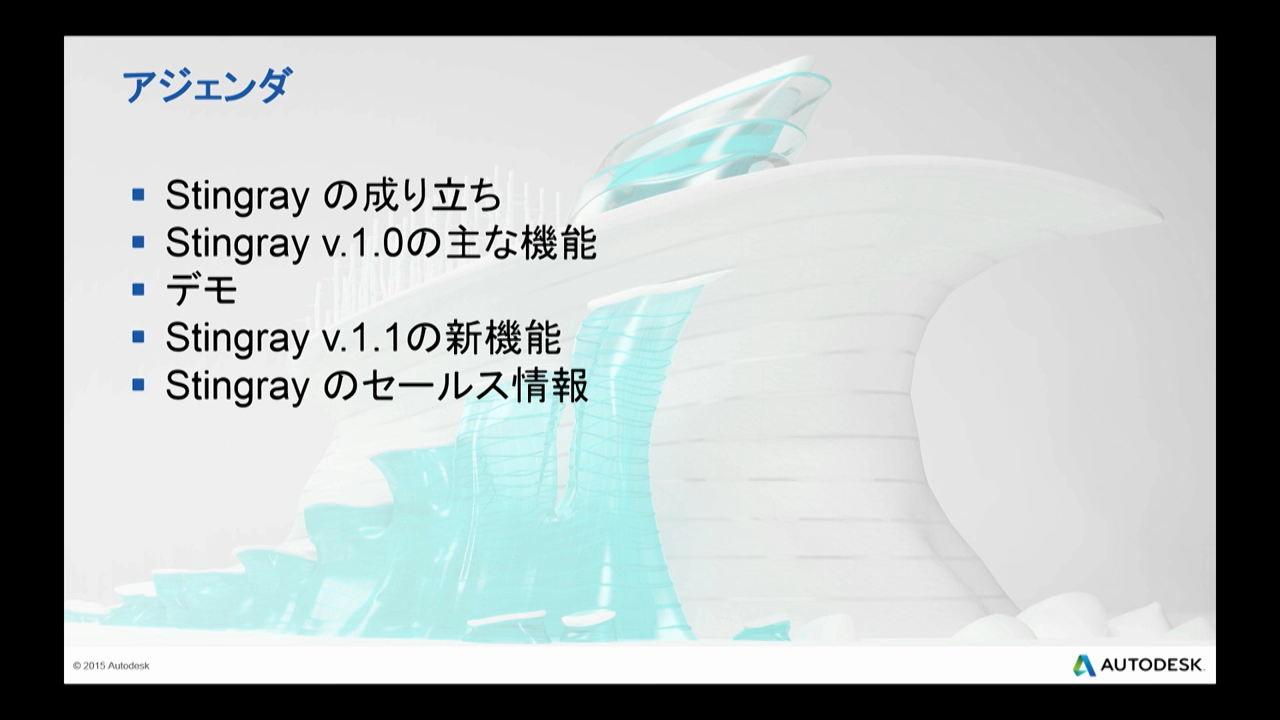 アジェンダ
Stingray の成り立ち
Stingray v.1.0の主な機能
デモ
Stingray v.1.1の新機能
Stingray のセールス情報
© 2015 Autodesk
AUTODESK.